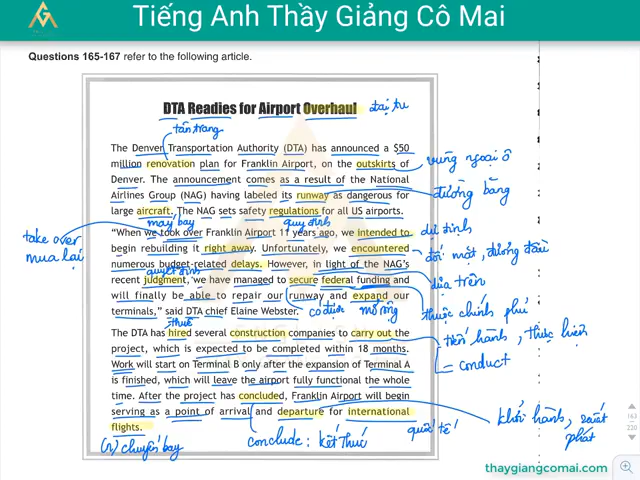 Tiếng Anh Thầy Giảng Cô Mai
Questions 165-167 refer to the following article.
DTA Readies for Airport Overhaul
đại tu
tân trang
The Denver Transportation Authority (DTA) has announced a $50
million renovation plan for Franklin Airport, on the outskirts of
vùng ngoại ô
Denver. The announcement comes as a result of the National
Airlines Group (NAG) having labeled its runway as dangerous for
đường băng
large aircraft. The NAG sets safety regulations for all US airports.
máy bay
quy định
"When we took over Franklin Airport 11 years ago, we intended to
dự định
take over
mua lại
begin rebuilding it right away. Unfortunately, we encountered
đối mặt, đương đầu
numerous budget-related delays. However, in light of the NAG's
dựa trên
quyết định
recent judgment, we have managed to secure federal funding and
thuộc chính phủ
will finally be able to repair our runway and expand our
có được
mở rộng
terminals," said DTA chief Elaine Webster.
thuê
The DTA has hired several construction companies to carry out the
tiến hành, thực hiện
= conduct
project, which is expected to be completed within 18 months.
Work will start on Terminal B only after the expansion of Terminal A
is finished, which will leave the airport fully functional the whole
time. After the project has concluded, Franklin Airport will begin
serving as a point of arrival and departure for international
khởi hành, xuất phát
quốc tế
flights.
(n) chuyến bay
conclude: kết thúc
163
220
thaygiangcomai.com